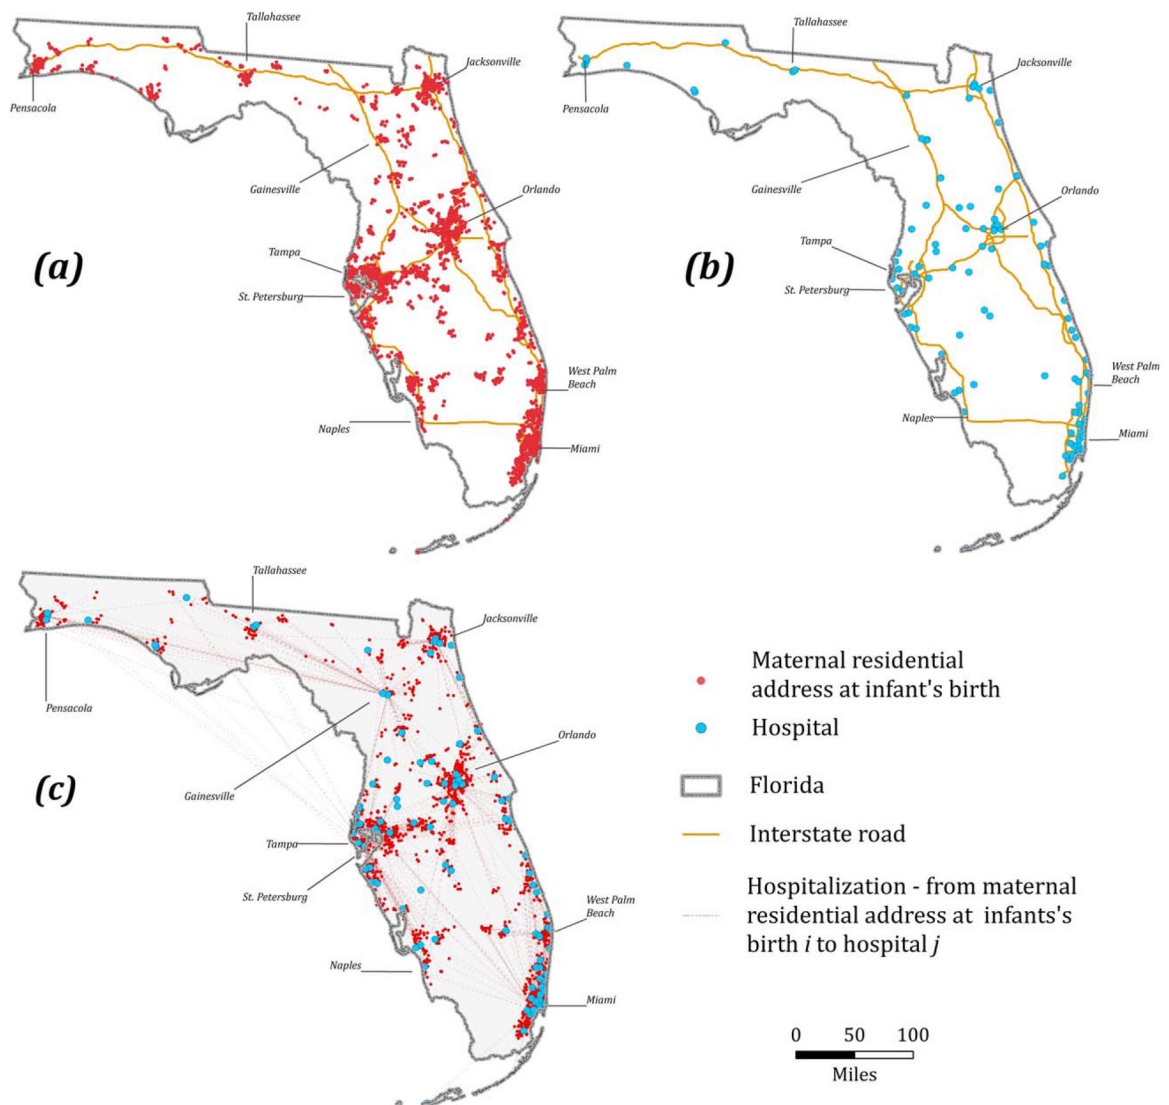 Tallahassee
Jacksonville
Pensacola
Gainesville
Orlando
(a)
Tampa
St. Petersburg
West Palm
Beach
Naples
Miami
Tallahassee
Jacksonville
Pensacola
Gainesville
Orlando
(b)
Tampa
St. Petersburg
West Palm
Beach
Naples
Miami
Tallahassee
Jacksonville
Pensacola
Orlando
(c)
Gainesville
Tampa
St. Petersburg
West Palm
Beach
Naples
Miami
Maternal residential
address at infant's birth
Hospital
Florida
Interstate road
Hospitalization - from maternal
residential address at infants's
birth i to hospital j
0 50 100
Miles